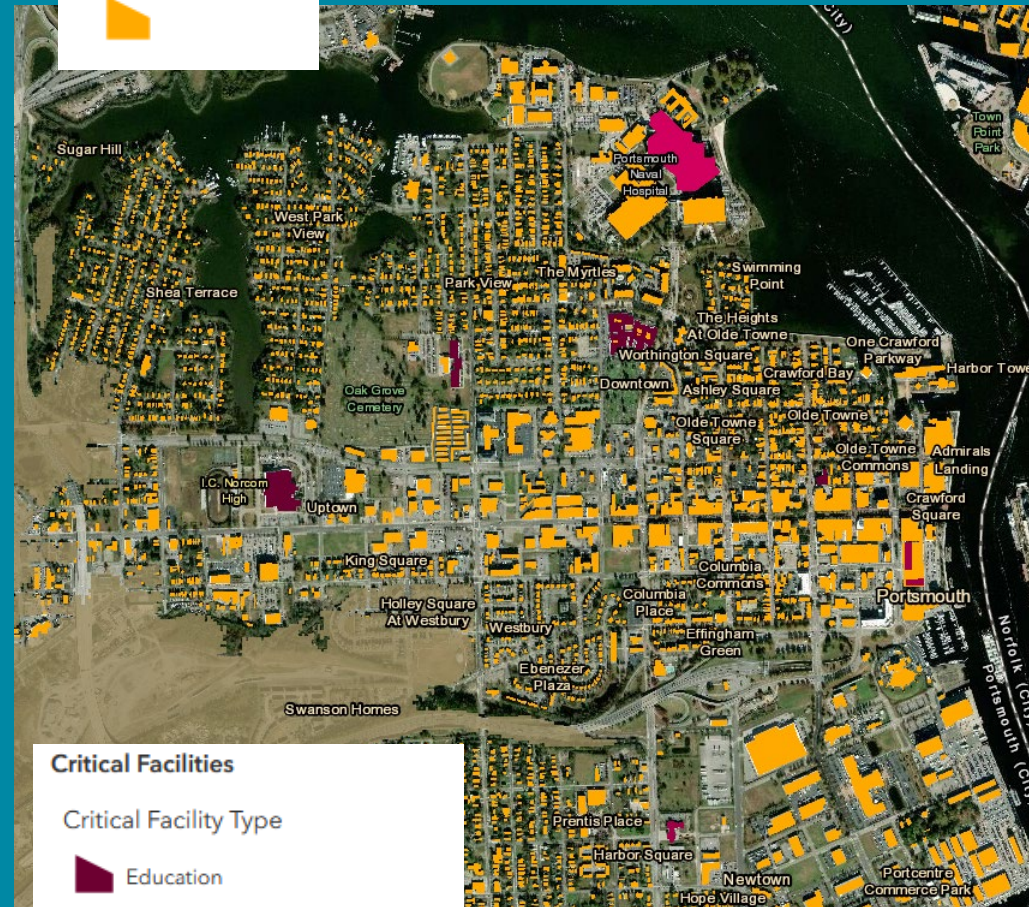 City)
Town
Point
Park
Sugar Hill
Portsmouth
Naval
Hospital
West Park
View
Shea Terrace
Park View
The Myrtles
Swimming
Point
The Heights
At Olde Towne
Worthington Square
One Crawford
Parkway
Crawford Bay
Harbor Towe
Downtown
Ashley Square
Oak Grove
Cemetery
Olde Towne
Olde Towne
Square
Olde Towne
Commons
Admirals
Landing
I.C. Norcom
High
Uptown
Crawford
Square
King Square
Columbia
Commons
Portsmouth
Holley Square
At Westbury
Columbia
Place
Westbury
Effingham
Green
Ebenezer
Plaza
Norfolk (City)
Portsmouth (City)
Swanson Homes
Critical Facilities
Critical Facility Type
Education
Prentis Place
Harbor Square
Newtown
Hope Village
Portcentre
Commerce Park